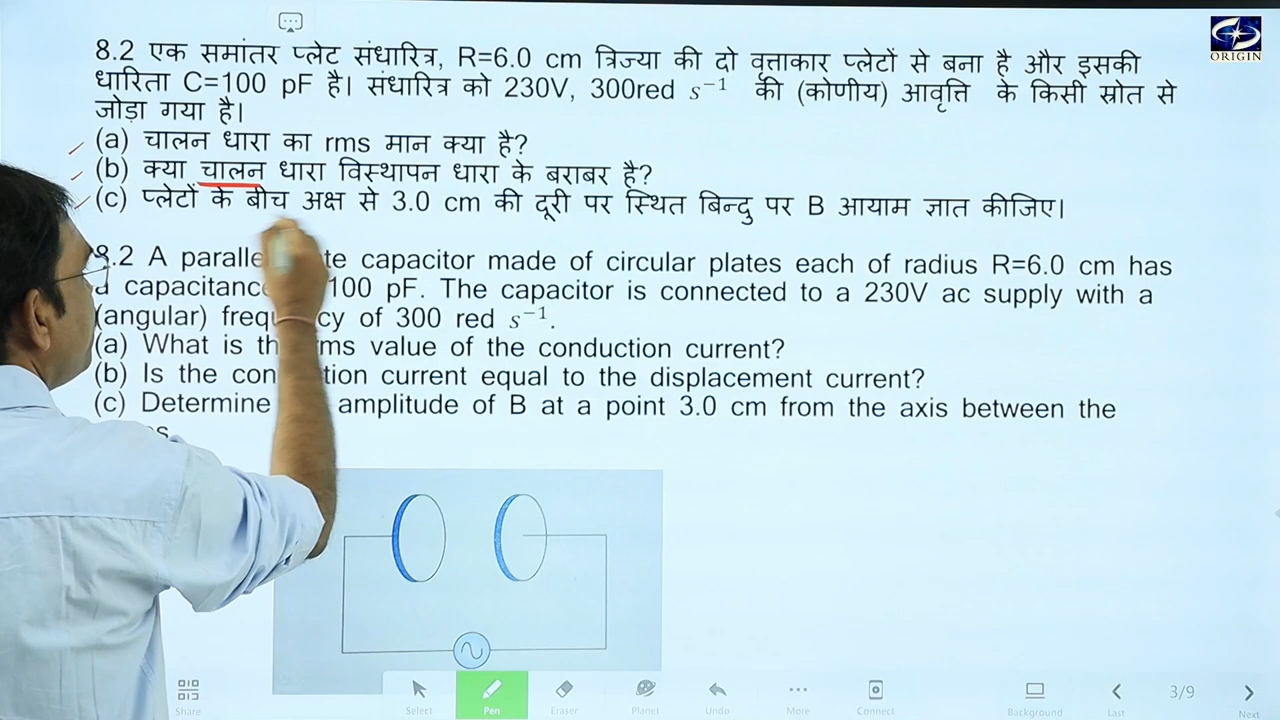 8.2 एक समांतर प्लेट संधारित्र, R=6.0 cm त्रिज्या की दो वृत्ताकार प्लेटों से बना है और इसकी
धारिता C=100 pF है। संधारित्र को 230V, 300red s⁻¹ की (कोणीय) आवृत्ति के किसी स्रोत से
जोड़ा गया है।
(a) चालन धारा का rms मान क्या है?
(b) क्या चालन धारा विस्थापन धारा के बराबर है?
(c) प्लेटों के बीच अक्ष से 3.0 cm की दूरी पर स्थित बिन्दु पर B आयाम ज्ञात कीजिए।
8.2 A te capacitor made of circular plates each of radius R=6.0 cm has
100 pF. The capacitor is connected to a 230V ac supply with a
(angular) of 300 red s⁻¹.
(a) What is rms value of the conduction current?
(b) Is the current equal to the displacement current?
(c) Determine amplitude of B at a point 3.0 cm from the axis between the
ORIGIN
Share
Select
Pen
Eraser
Planet
Undo
More
Connect
Background
Last
3/9
Next